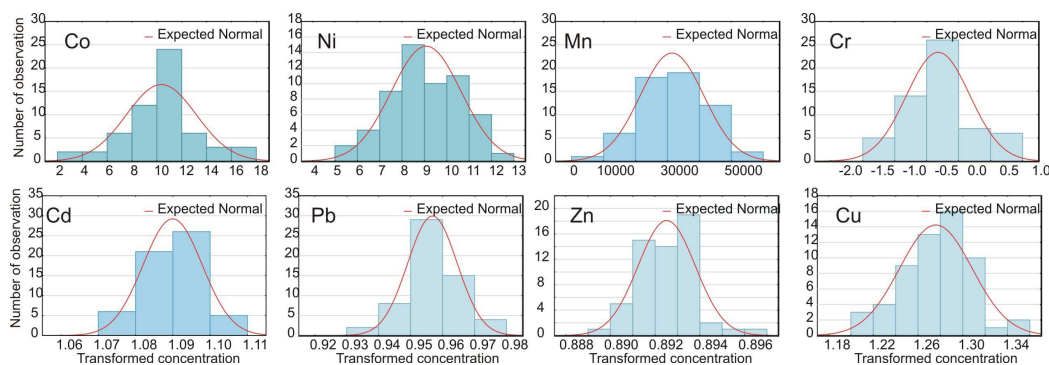 Number of observation
30
25
20
15
10
5
0
Co
— Expected Normal
2 4 6 8 10 12 14 16 18
18
16
14
12
10
8
6
4
2
0
Ni
— Expected Normal
4 5 6 7 8 9 10 11 12 13
30
25
20
15
10
5
0
Mn
— Expected Normal
0 10000 30000 50000
30
25
20
15
10
5
0
Cr
— Expected Normal
-2.0 -1.5 -1.0 -0.5 0.0 0.5 1.0
Number of observation
35
30
25
20
15
10
5
0
Cd
— Expected Normal
1.06 1.07 1.08 1.09 1.10 1.11
Transformed concentration
35
30
25
20
15
10
5
0
Pb
— Expected Normal
0.92 0.93 0.94 0.95 0.96 0.97 0.98
Transformed concentration
20
16
12
8
4
0
Zn
— Expected Normal
0.888 0.890 0.892 0.894 0.896
Transformed concentration
18
16
14
12
10
8
6
4
2
0
Cu
— Expected Normal
1.18 1.22 1.26 1.30 1.34
Transformed concentration